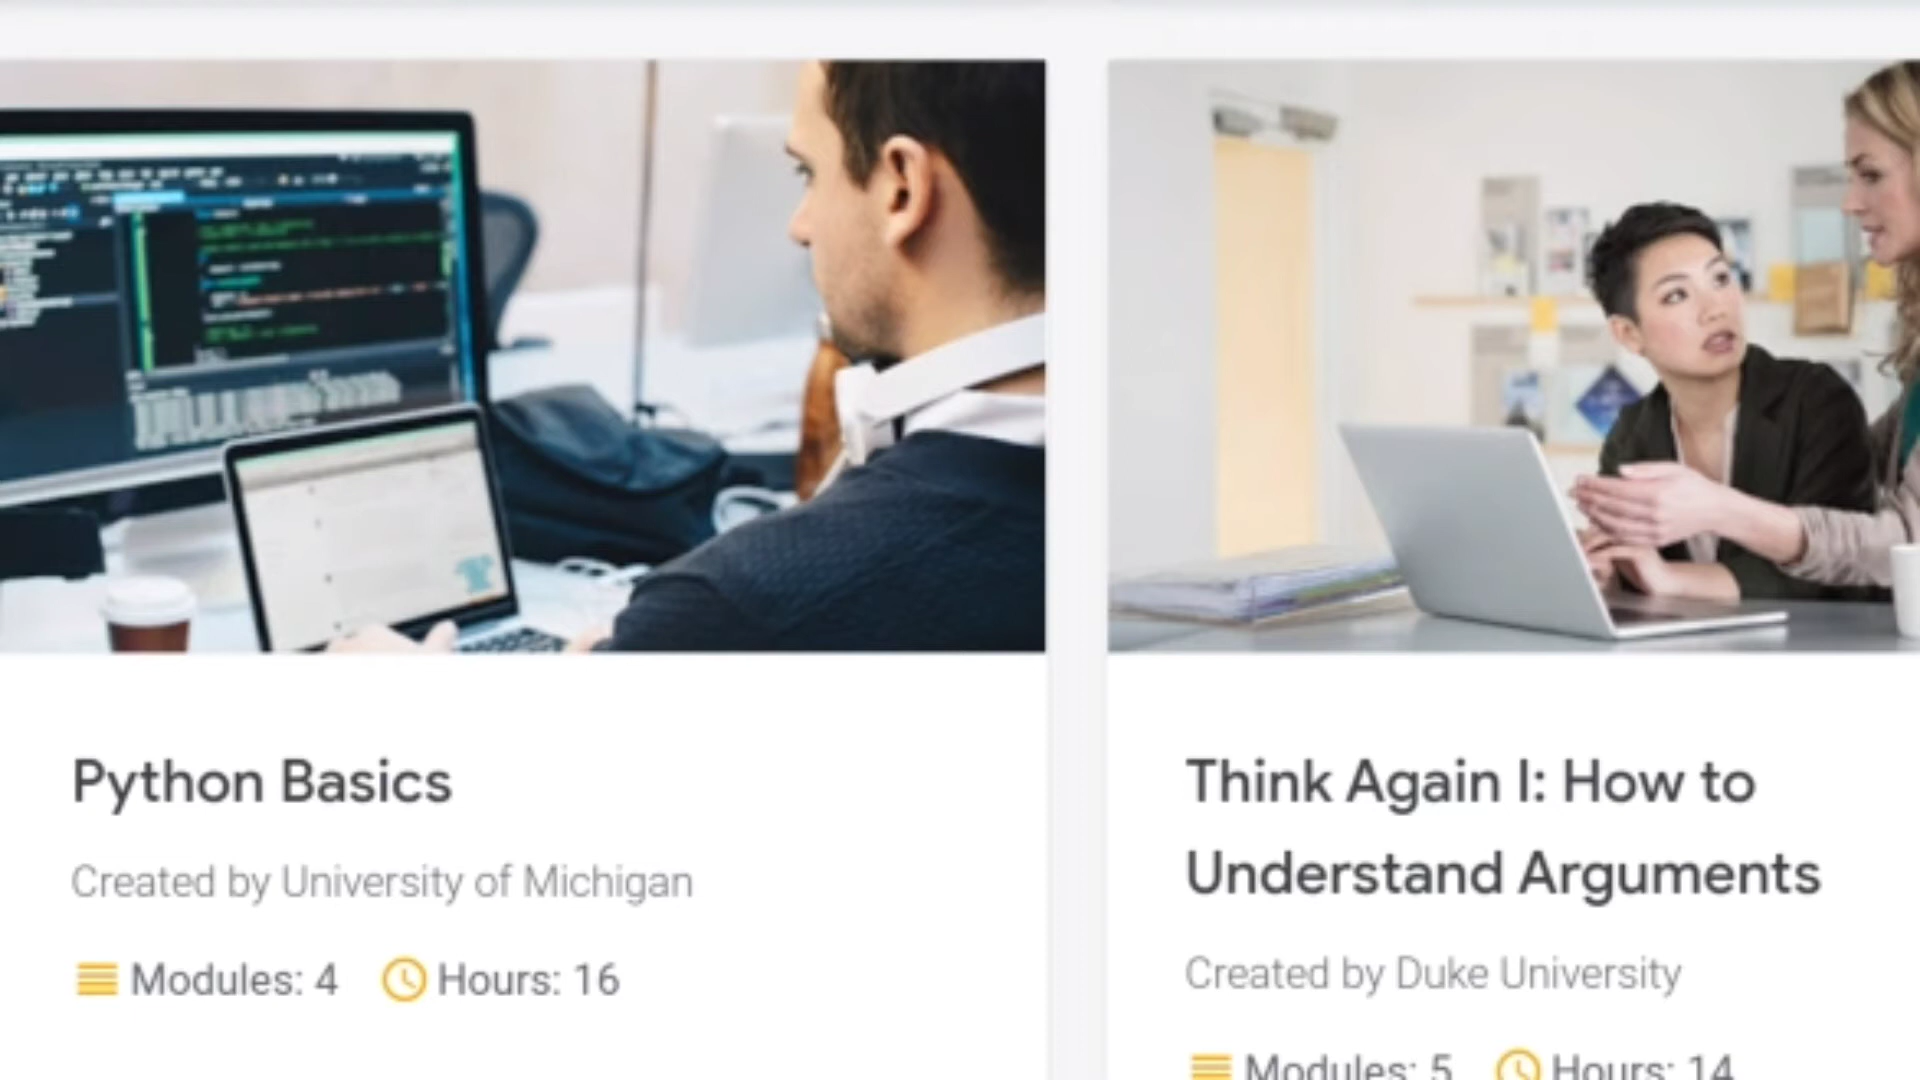 Python Basics
Created by University of Michigan
Modules: 4 Hours: 16
Think Again I: How to
Understand Arguments
Created by Duke University
Modules: 5 Hours: 14